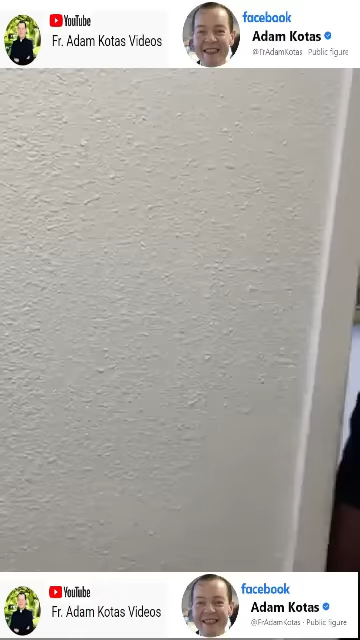 YouTube
Fr. Adam Kotas Videos
facebook
Adam Kotas
@FrAdamKotas · Public figure
YouTube
Fr. Adam Kotas Videos
facebook
Adam Kotas
@FrAdamKotas · Public figure